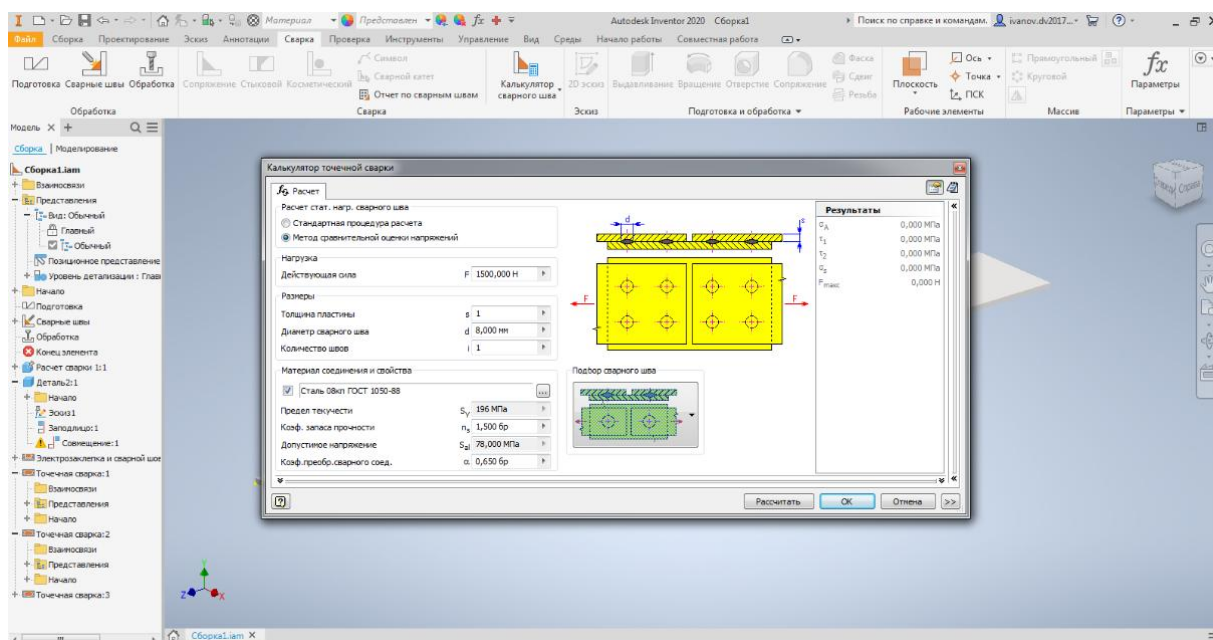 Материал
Представлен
Autodesk Inventor 2020 Сборка1
Поиск по справке и командам.
ivanov.dv2017...
Файл Сборка Проектирование Эскиз Аннотации Сварка Проверка Инструменты Управление Вид Среды Начало работы Совместная работа
Подготовка Сварные швы Обработка
Обработка
Сопряжение Стыковой Косметический
Символ
Сварной катет
Отчет по сварным швам
Калькулятор сварного шва
Сварка
2D эскиз
Эскиз
Выдавливание Вращение Отверстие Сопряжение
Фаска
Сдвиг
Резьба
Подготовка и обработка
Плоскость
Ось
Точка
ПСК
Рабочие элементы
Прямоугольный
Круговой
Массив
fx
Параметры
Параметры
Модель X +
Сборка | Моделирование
Сборка1.iam
Взаимосвязи
Представления
Вид: Обычный
Главный
Обычный
Позиционное представление
Уровень детализации : Глав
Начало
Подготовка
Сварные швы
Обработка
Конец элемента
Расчет сварки 1:1
Деталь2:1
Начало
Эскиз1
Заподлицо:1
Совмещение:1
Электрозаклепка и сварной шов
Точечная сварка:1
Взаимосвязи
Представления
Начало
Точечная сварка:2
Взаимосвязи
Представления
Начало
Точечная сварка:3
Калькулятор точечной сварки
Расчет
Расчет стат. нагр. сварного шва
Стандартная процедура расчета
Метод сравнительной оценки напряжений
Нагрузка
Действующая сила F 1500,000 Н
Размеры
Толщина пластины s 1
Диаметр сварного шва d 8,000 мм
Количество швов i 1
Материал соединения и свойства
Сталь 08кп ГОСТ 1050-88
Предел текучести Sy 196 МПа
Коэф. запаса прочности ns 1,500 бр
Допустимое напряжение Sal 78,000 МПа
Коэф.преобр.сварного соед. α 0,650 бр
d
s
F F
Подбор сварного шва
Результаты
σA 0,000 МПа
τ1 0,000 МПа
τ2 0,000 МПа
σs 0,000 МПа
Fмакс 0,000 Н
Рассчитать ОК Отмена >>
Y
Z X
Сборка1.iam X